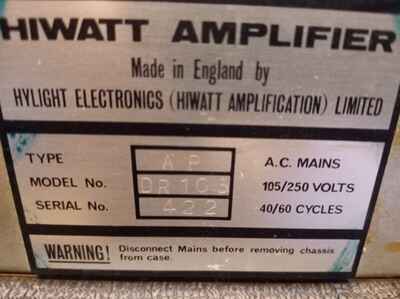 HIWATT AMPLIFIER
Made in England by
HYLIGHT ELECTRONICS (HIWATT AMPLIFICATION) LIMITED
TYPE AP A.C. MAINS
MODEL No. DR103 105/250 VOLTS
SERIAL No. 422 40/60 CYCLES
WARNING! Disconnect Mains before removing chassis
from case.